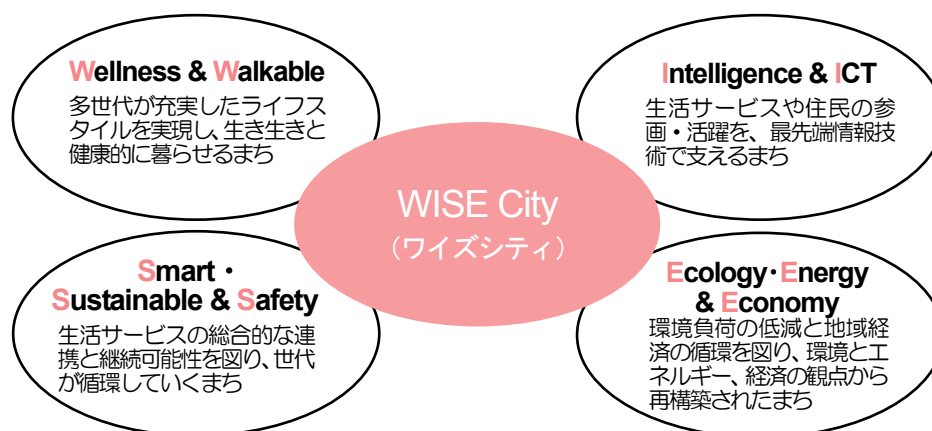 Wellness & Walkable
多世代が充実したライフス
タイルを実現し、生き生きと
健康的に暮らせるまち
Intelligence & ICT
生活サービスや住民の参
画・活躍を、最先端情報技
術で支えるまち
WISE City
（ワイズシティ）
Smart・
Sustainable & Safety
生活サービスの総合的な連
携と継続可能性を図り、世代
が循環していくまち
Ecology・Energy
& Economy
環境負荷の低減と地域経
済の循環を図り、環境とエ
ネルギー、経済の観点から
再構築されたまち